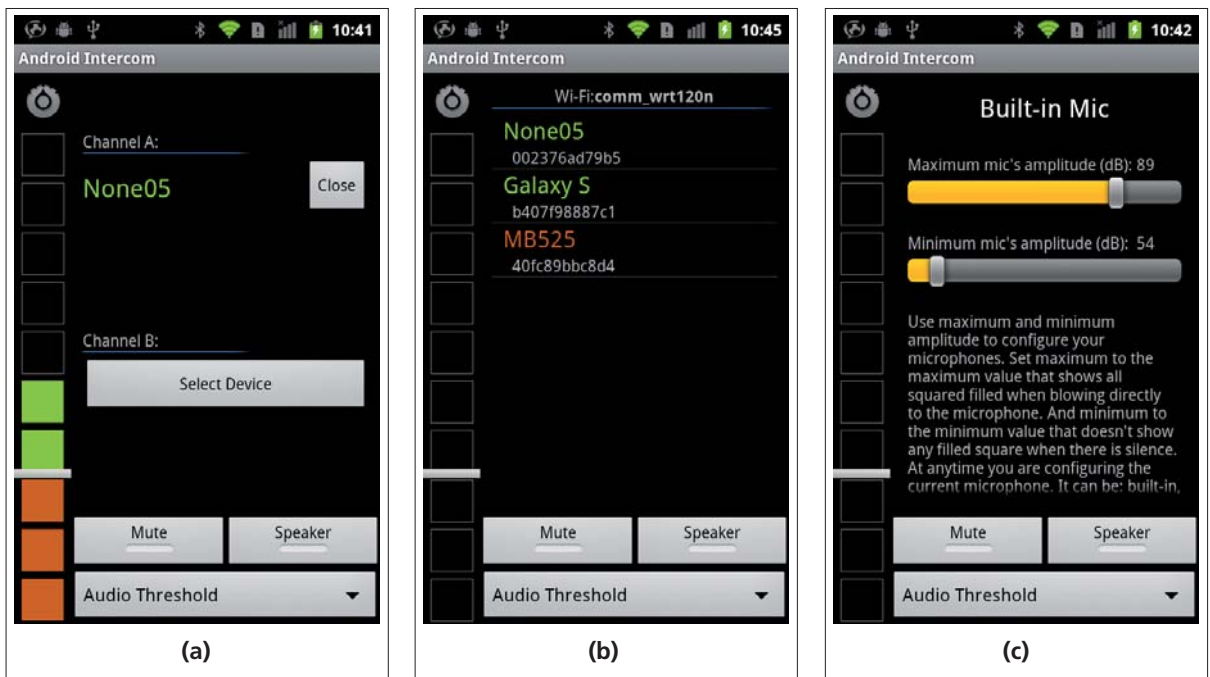 10:41
Android Intercom
Channel A:
None05
Close
Channel B:
Select Device
Mute
Speaker
Audio Threshold
(a)
10:45
Android Intercom
Wi-Fi:comm_wrt120n
None05
002376ad79b5
Galaxy S
b407f98887c1
MB525
40fc89bbc8d4
Mute
Speaker
Audio Threshold
(b)
10:42
Android Intercom
Built-in Mic
Maximum mic's amplitude (dB): 89
Minimum mic's amplitude (dB): 54
Use maximum and minimum
amplitude to configure your
microphones. Set maximum to the
maximum value that shows all
squared filled when blowing directly
to the microphone. And minimum to
the minimum value that doesn't show
any filled square when there is silence.
At anytime you are configuring the
current microphone. It can be: built-in,
Mute
Speaker
Audio Threshold
(c)